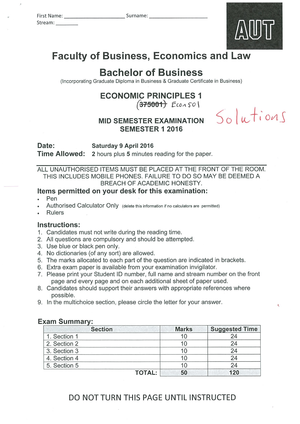 First Name: ____________ Surname: ____________
Stream: ________
AUT
Faculty of Business, Economics and Law
Bachelor of Business
(Incorporating Graduate Diploma in Business & Graduate Certificate in Business)
ECONOMIC PRINCIPLES 1
(375001) Econ501
MID SEMESTER EXAMINATION
SEMESTER 1 2016
Solutions
Date: Saturday 9 April 2016
Time Allowed: 2 hours plus 5 minutes reading for the paper.
ALL UNAUTHORISED ITEMS MUST BE PLACED AT THE FRONT OF THE ROOM.
THIS INCLUDES MOBILE PHONES. FAILURE TO DO SO MAY BE DEEMED A
BREACH OF ACADEMIC HONESTY.
Items permitted on your desk for this examination:
• Pen
• Authorised Calculator Only (delete this information if no calculators are permitted)
• Rulers
Instructions:
1. Candidates must not write during the reading time.
2. All questions are compulsory and should be attempted.
3. Use blue or black pen only.
4. No dictionaries (of any sort) are allowed.
5. The marks allocated to each part of the question are indicated in brackets.
6. Extra exam paper is available from your examination invigilator.
7. Please print your Student ID number, full name and stream number on the front
page and every page and on each additional sheet of paper used.
8. Candidates should support their answers with appropriate references where
possible.
9. In the multichoice section, please circle the letter for your answer.
Exam Summary:
Section Marks Suggested Time
1. Section 1 10 24
2. Section 2 10 24
3. Section 3 10 24
4. Section 4 10 24
5. Section 5 10 24
TOTAL: 50 120
DO NOT TURN THIS PAGE UNTIL INSTRUCTED